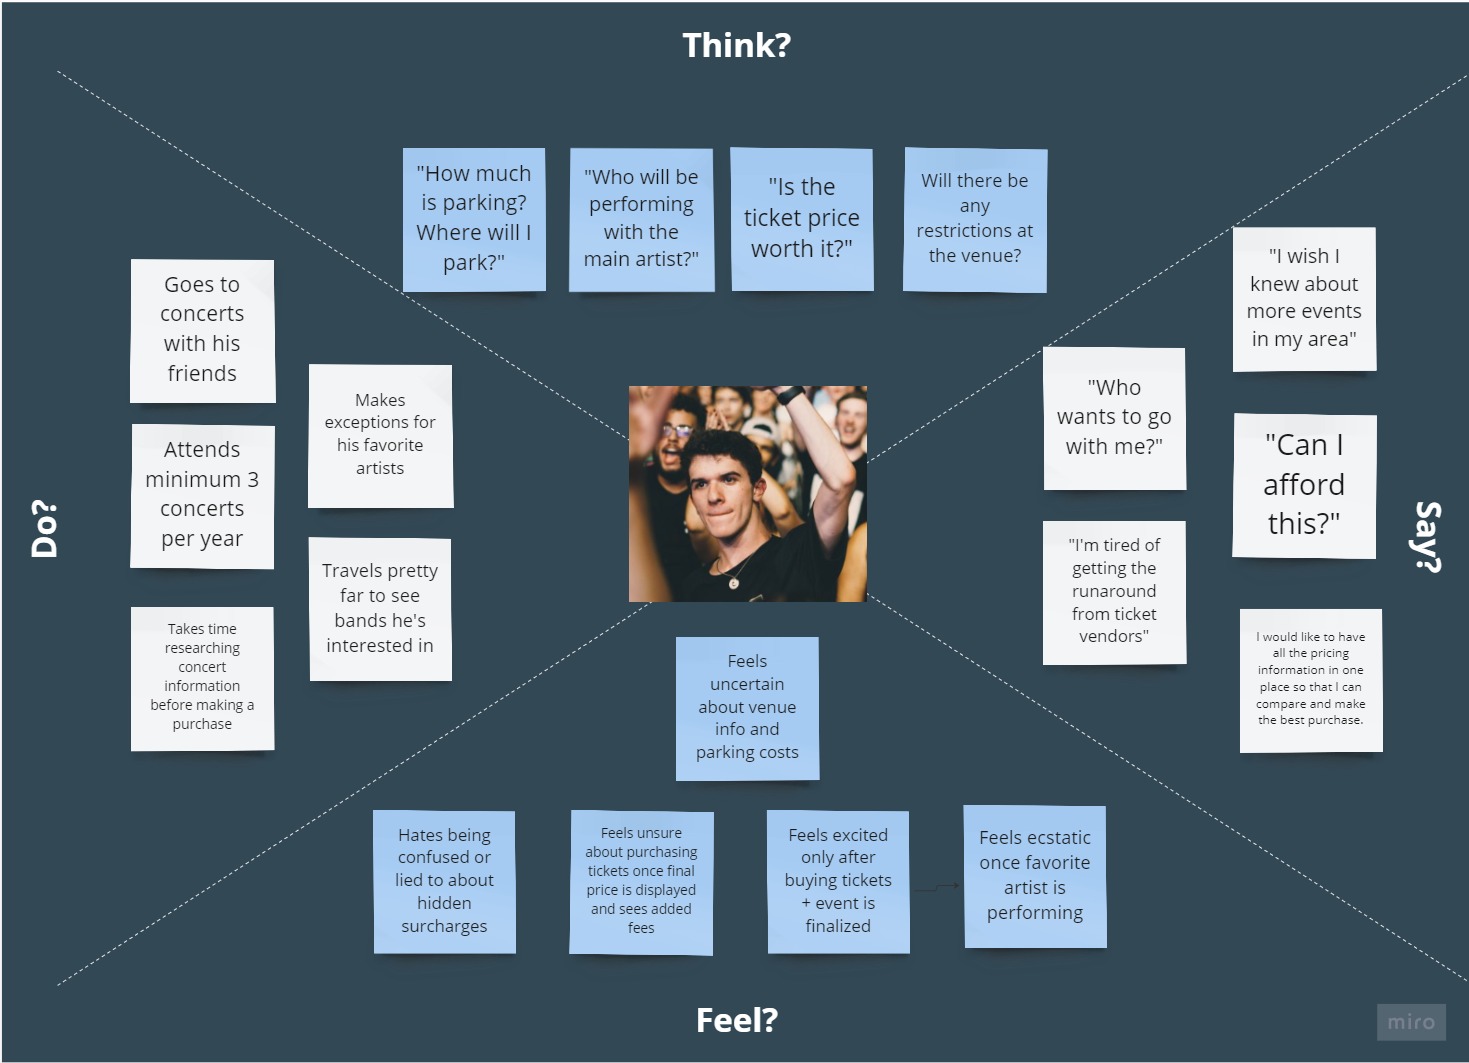 Think?
"How much
is parking?
Where will I
park?"
"Who will be
performing
with the
main artist?"
"Is the
ticket price
worth it?"
Will there be
any
restrictions at
the venue?
Do?
Goes to
concerts
with his
friends
Makes
exceptions for
his favorite
artists
Attends
minimum 3
concerts
per year
Travels pretty
far to see
bands he's
interested in
Takes time
researching
concert
information
before making a
purchase
Say?
"I wish I
knew about
more events
in my area"
"Who
wants to go
with me?"
"Can I
afford
this?"
"I'm tired of
getting the
runaround
from ticket
vendors"
I would like to have
all the pricing
information in one
place so that I can
compare and make
the best purchase.
Feels
uncertain
about venue
info and
parking costs
Hates being
confused or
lied to about
hidden
surcharges
Feels unsure
about purchasing
tickets once final
price is displayed
and sees added
fees
Feels excited
only after
buying tickets
+ event is
finalized
Feels ecstatic
once favorite
artist is
performing
Feel?
miro